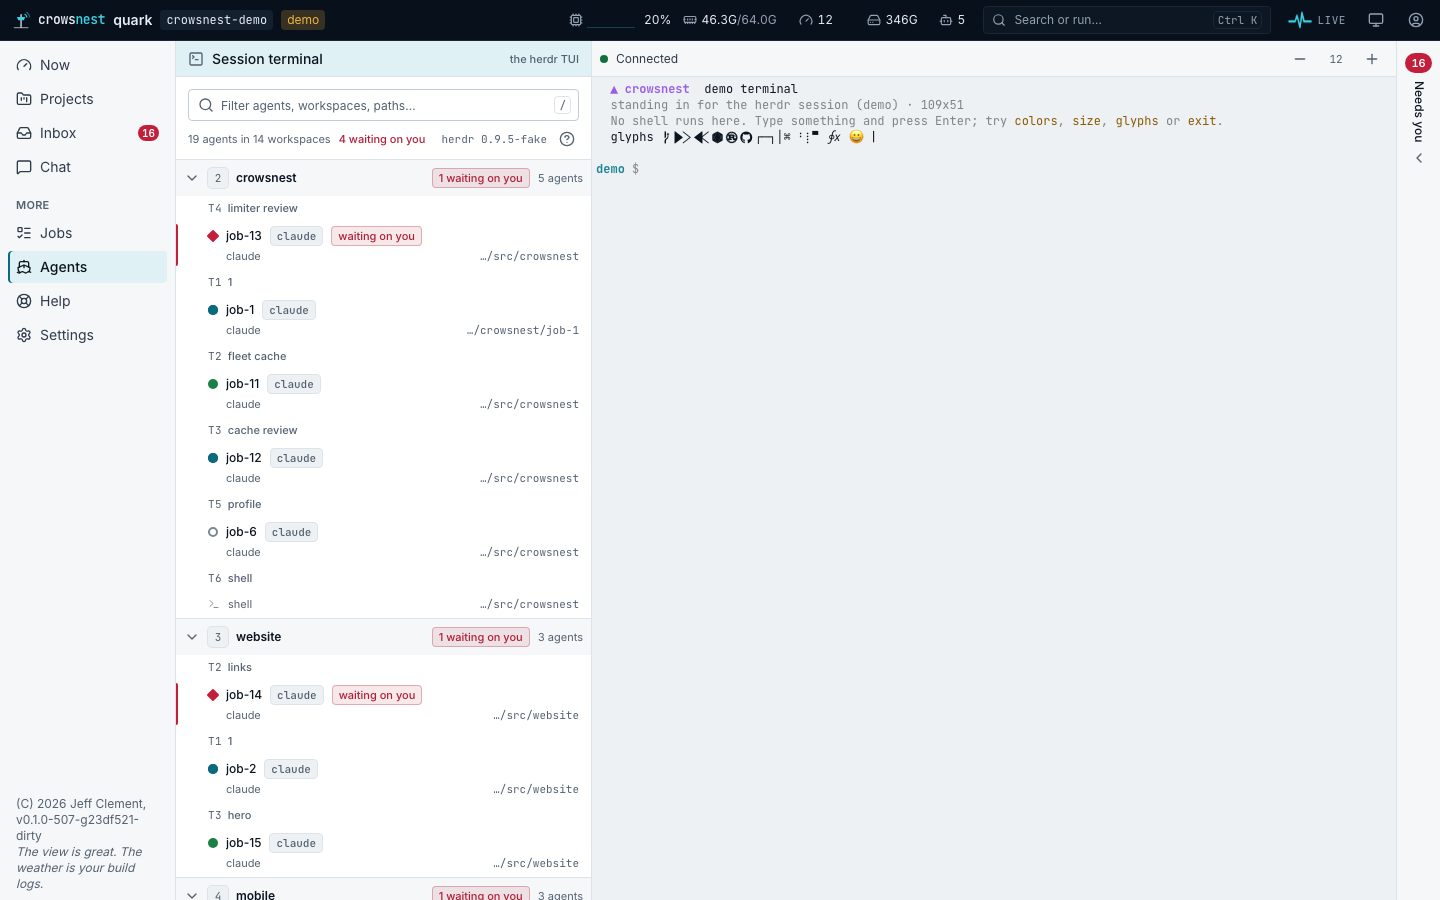 crowsnest quark crowsnest-demo demo 20% 46.3G/64.0G 12 346G 5 Search or run... Ctrl K LIVE
Now
Projects
Inbox 16
Chat
MORE
Jobs
Agents
Help
Settings
(C) 2026 Jeff Clement,
v0.1.0-507-g23df521-
dirty
The view is great. The
weather is your build
logs.
Session terminal the herdr TUI
Filter agents, workspaces, paths... /
19 agents in 14 workspaces 4 waiting on you herdr 0.9.5-fake
2 crowsnest 1 waiting on you 5 agents
T4 limiter review
job-13 claude waiting on you
claude …/src/crowsnest
T1 1
job-1 claude
claude …/crowsnest/job-1
T2 fleet cache
job-11 claude
claude …/src/crowsnest
T3 cache review
job-12 claude
claude …/src/crowsnest
T5 profile
job-6 claude
claude …/src/crowsnest
T6 shell
shell …/src/crowsnest
3 website 1 waiting on you 3 agents
T2 links
job-14 claude waiting on you
claude …/src/website
T1 1
job-2 claude
claude …/src/website
T3 hero
job-15 claude
claude …/src/website
4 mobile 1 waiting on you 3 agents
Connected 12
▲ crowsnest demo terminal
standing in for the herdr session (demo) · 109x51
No shell runs here. Type something and press Enter; try colors, size, glyphs or exit.
glyphs
demo $
16
Needs you